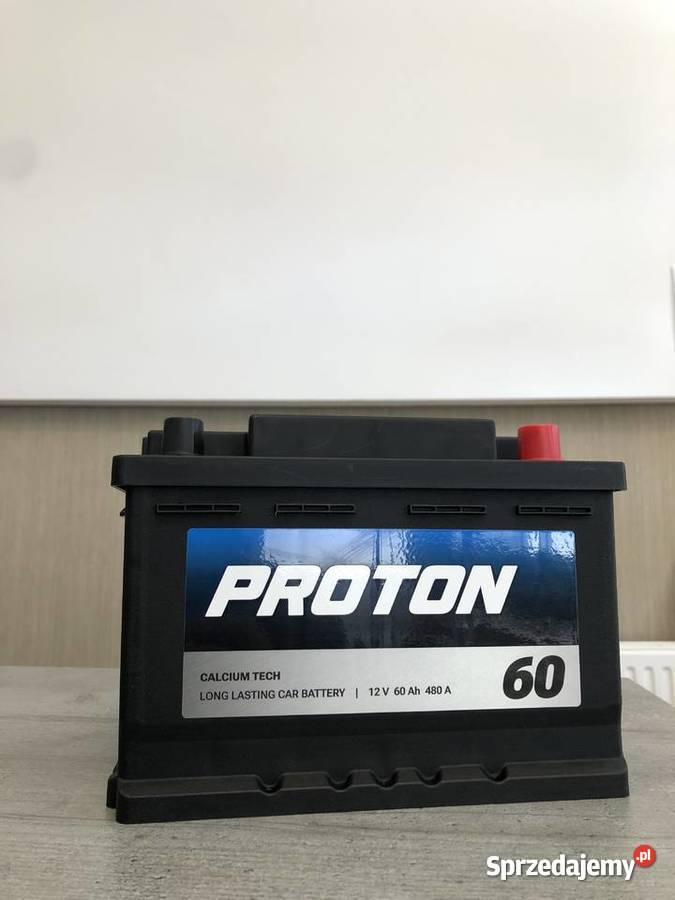 PROTON
CALCIUM TECH
LONG LASTING CAR BATTERY | 12 V 60 Ah 480 A
60
Sprzedajemy.pl